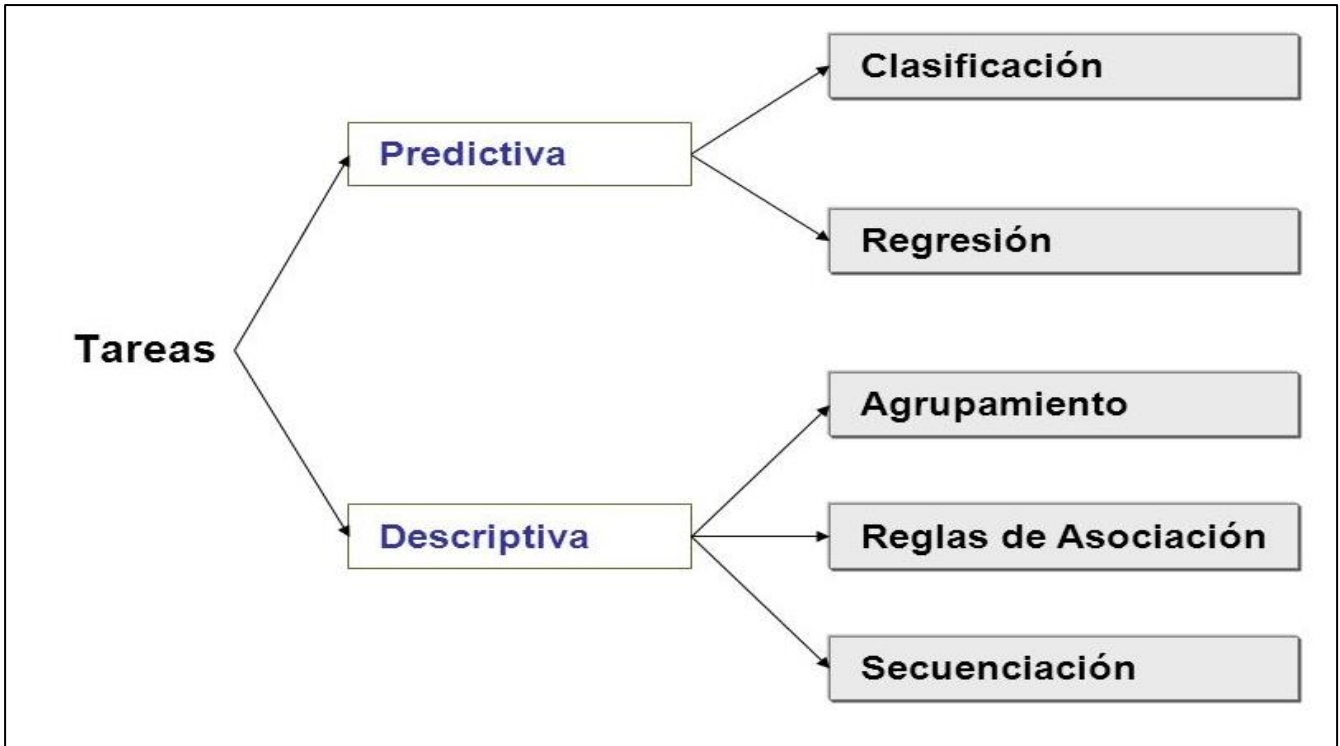 Tareas
Predictiva
Clasificación
Regresión
Descriptiva
Agrupamiento
Reglas de Asociación
Secuenciación